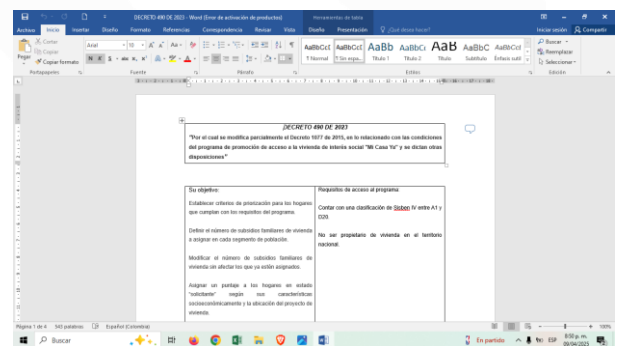 DECRETO 490 DE 2023 - Word (Error de activación de productos)
Herramientas de tabla
Archivo Inicio Insertar Diseño Formato Referencias Correspondencia Revisar Vista Diseño Presentación ¿Qué desea hacer? Iniciar sesión Compartir
Pegar
Cortar
Copiar
Copiar formato
Arial 10
AaBbCcI AaBbCcI AaBb AaBbCc AaB AaBbC AaBbCcI
¶ Normal ¶ Sin espa... Título 1 Título 2 Título Subtítulo Énfasis sutil
Buscar
Reemplazar
Seleccionar
Portapapeles Fuente Párrafo Estilos Edición
DECRETO 490 DE 2023
"Por el cual se modifica parcialmente el Decreto 1077 de 2015, en lo relacionado con las condiciones
del programa de promoción de acceso a la vivienda de interés social "Mi Casa Ya" y se dictan otras
disposiciones"
Su objetivo:
Establecer criterios de priorización para los hogares
que cumplan con los requisitos del programa.
Definir el número de subsidios familiares de vivienda
a asignar en cada segmento de población.
Modificar el número de subsidios familiares de
vivienda sin afectar los que ya están asignados.
Asignar un puntaje a los hogares en estado
"solicitante" según sus características
socioeconómicamente y la ubicación del proyecto de
vivienda.
Requisitos de acceso al programa:
Contar con una clasificación de Sisben IV entre A1 y
D20.
No ser propietario de vivienda en el territorio
nacional.
Página 1 de 4 543 palabras Español (Colombia) 100%
Buscar
En partido
ESP
8:50 p. m.
09/04/2025